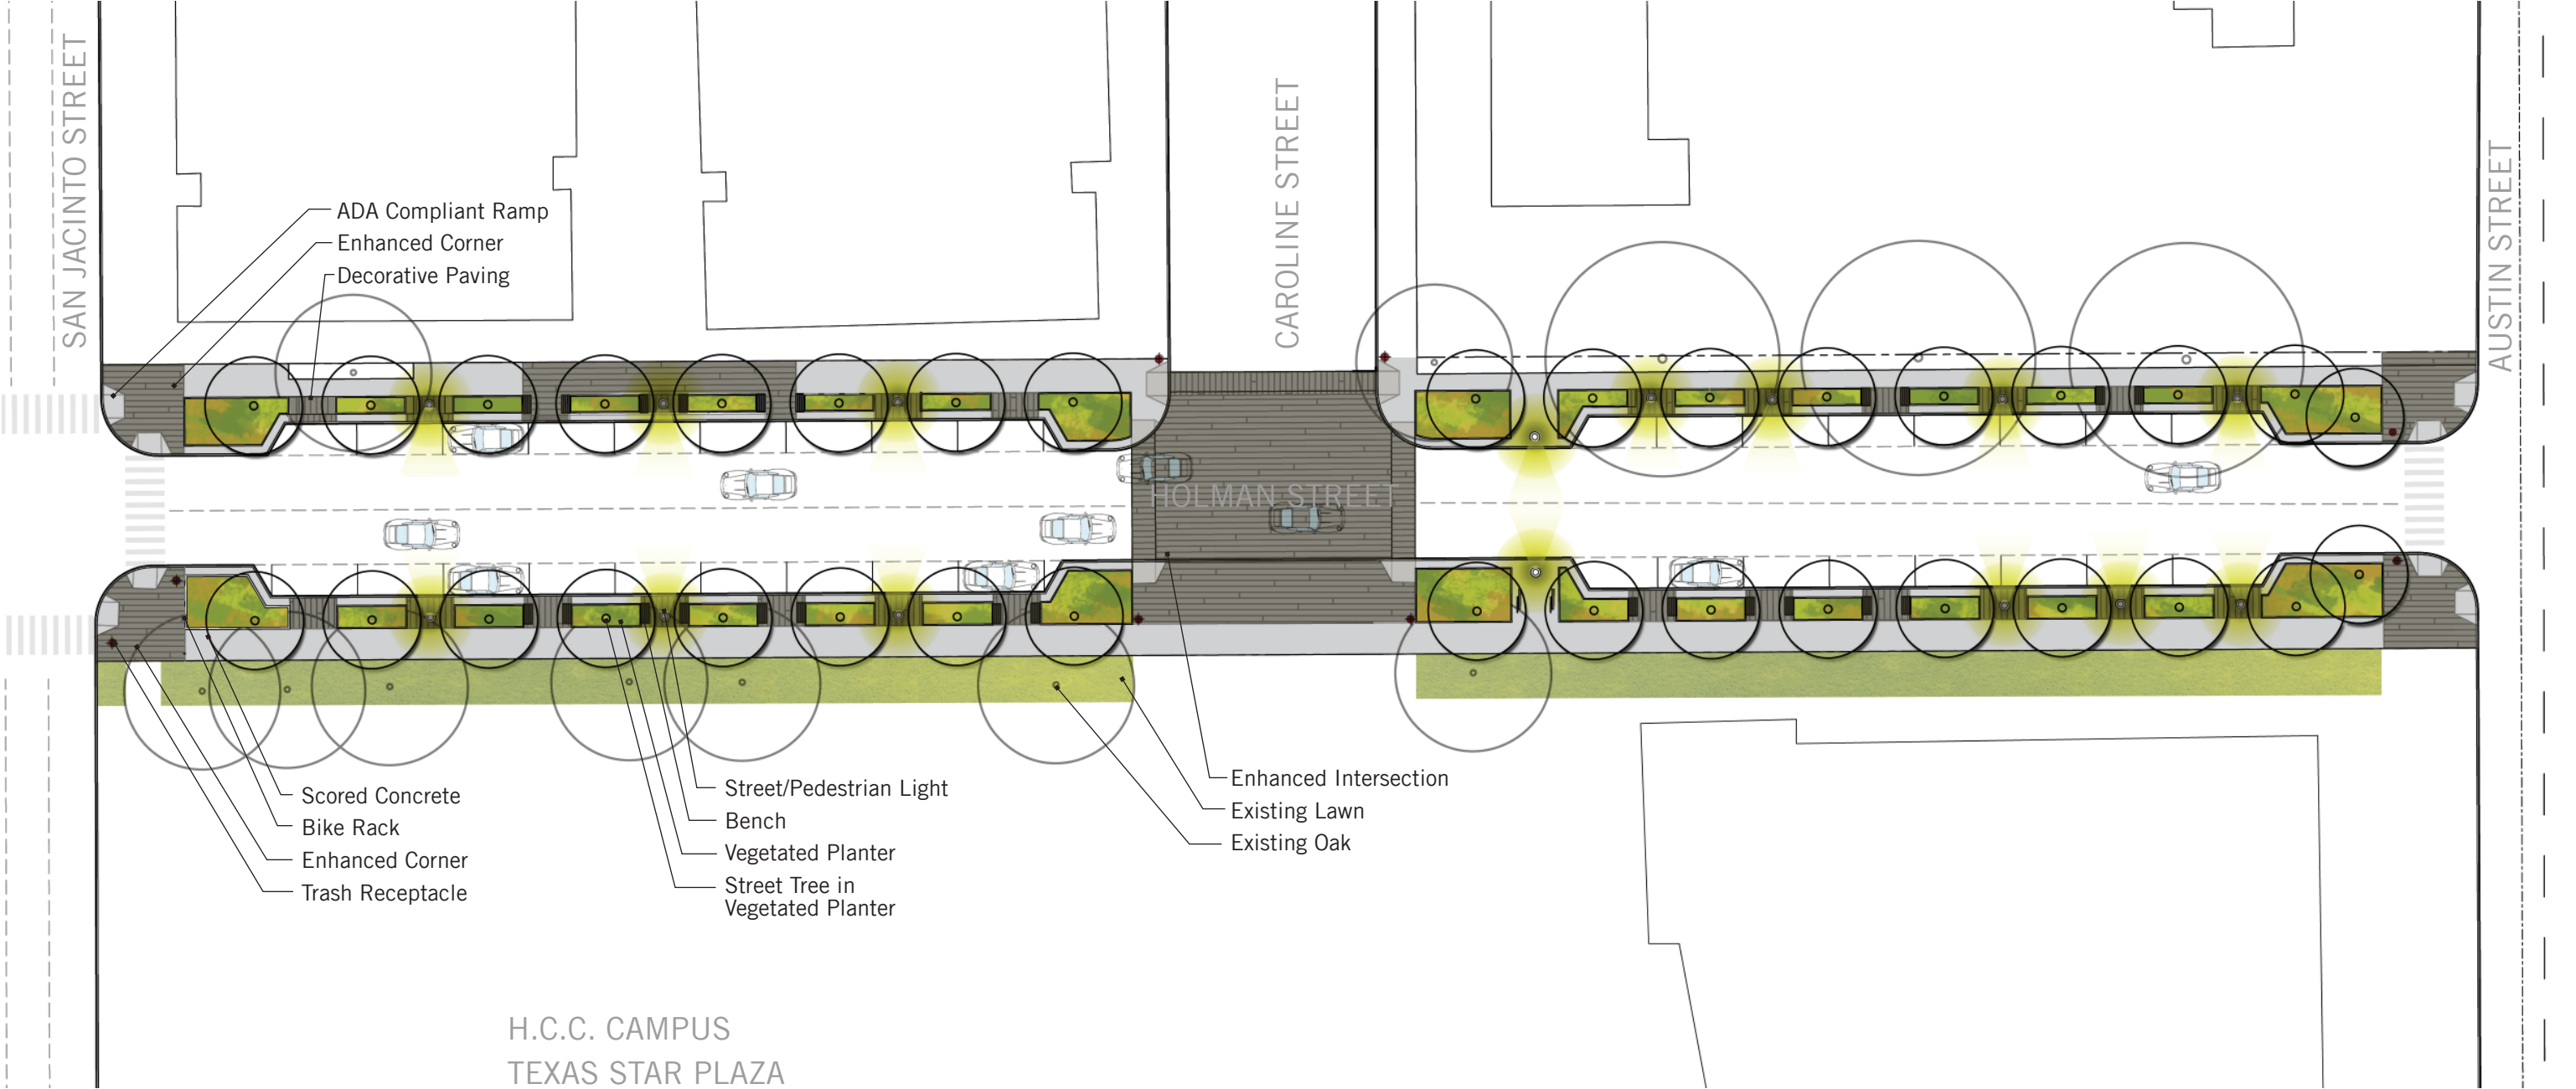 SAN JACINTO STREET
CAROLINE STREET
AUSTIN STREET
ADA Compliant Ramp
Enhanced Corner
Decorative Paving
HOLMAN STREET
Scored Concrete
Bike Rack
Enhanced Corner
Trash Receptacle
Street/Pedestrian Light
Bench
Vegetated Planter
Street Tree in
Vegetated Planter
Enhanced Intersection
Existing Lawn
Existing Oak
H.C.C. CAMPUS
TEXAS STAR PLAZA